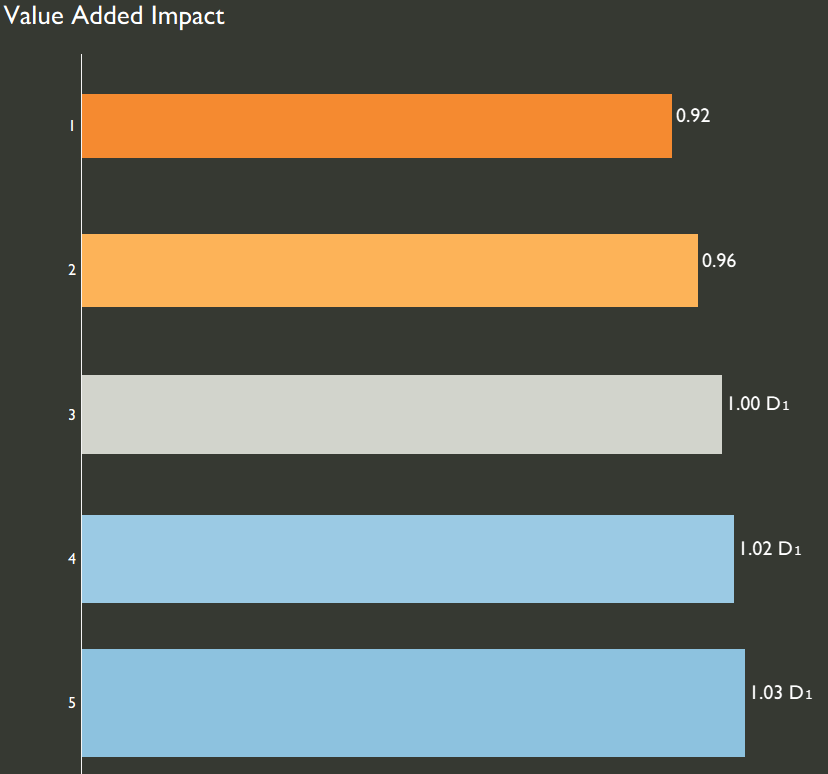 Value Added Impact
1 0.92
2 0.96
3 1.00 D₁
4 1.02 D₁
5 1.03 D₁